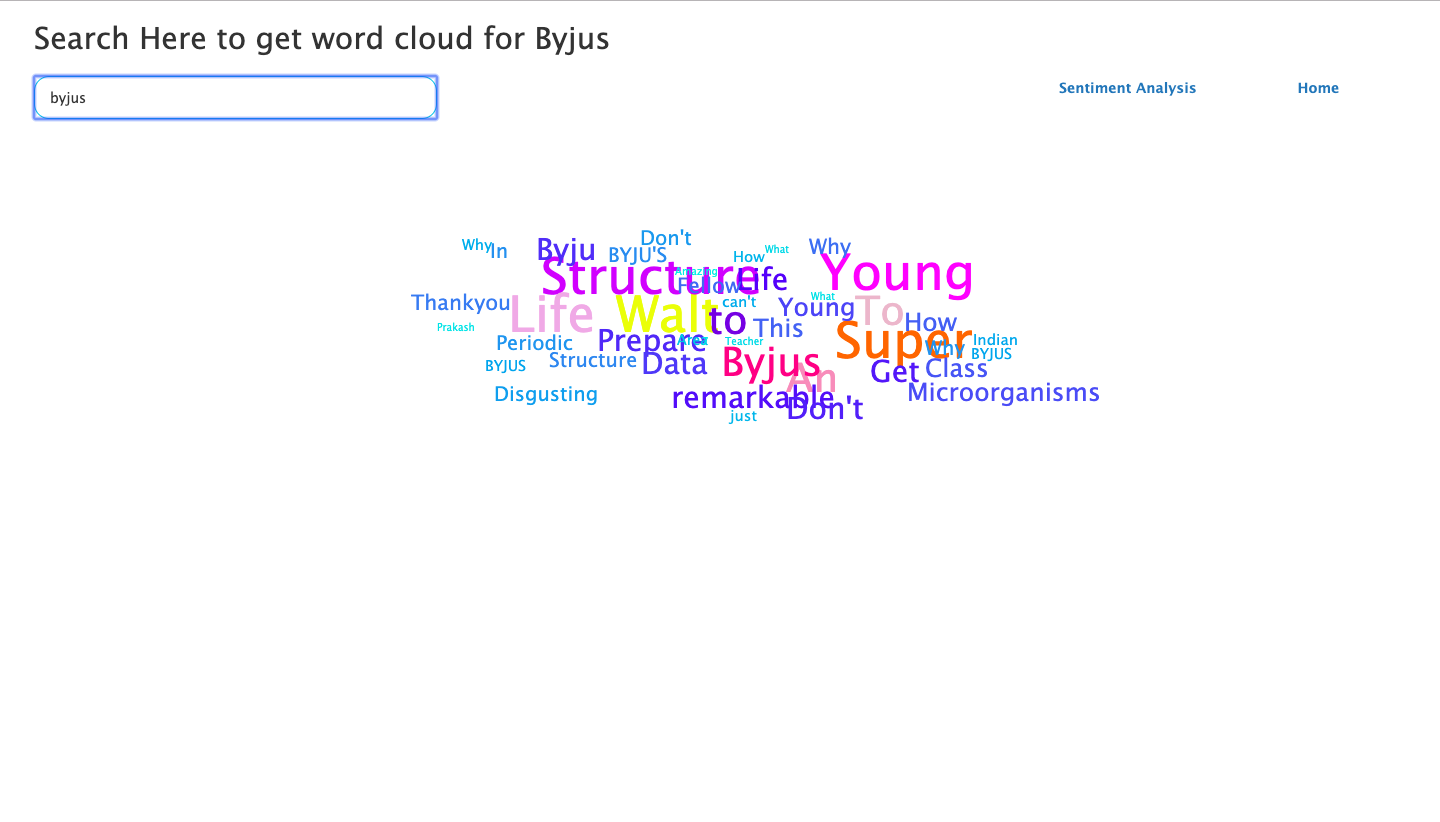 Search Here to get word cloud for Byjus
byjus
Sentiment Analysis
Home
Don't
Why
In
Byju
BYJU'S
How
What
Why
Structure
Amazing
Fellow
Life
Young
Thankyou
Life
Walt
can't
to
What
Young
To
Prakash
This
How
Periodic
Prepare
Area
Teacher
Super
Why
Indian
BYJUS
BYJUS
Structure
Data
Byjus
An
Get
Class
Disgusting
remarkable
Don't
Microorganisms
just